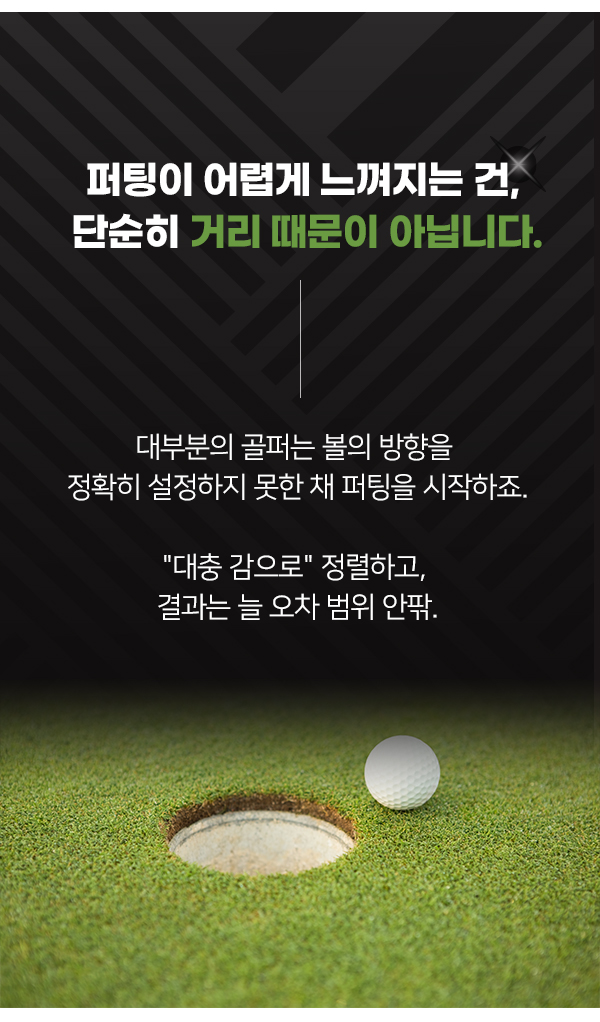 퍼팅이 어렵게 느껴지는 건,
단순히 거리 때문이 아닙니다.
대부분의 골퍼는 볼의 방향을
정확히 설정하지 못한 채 퍼팅을 시작하죠.
"대충 감으로" 정렬하고,
결과는 늘 오차 범위 안팎.